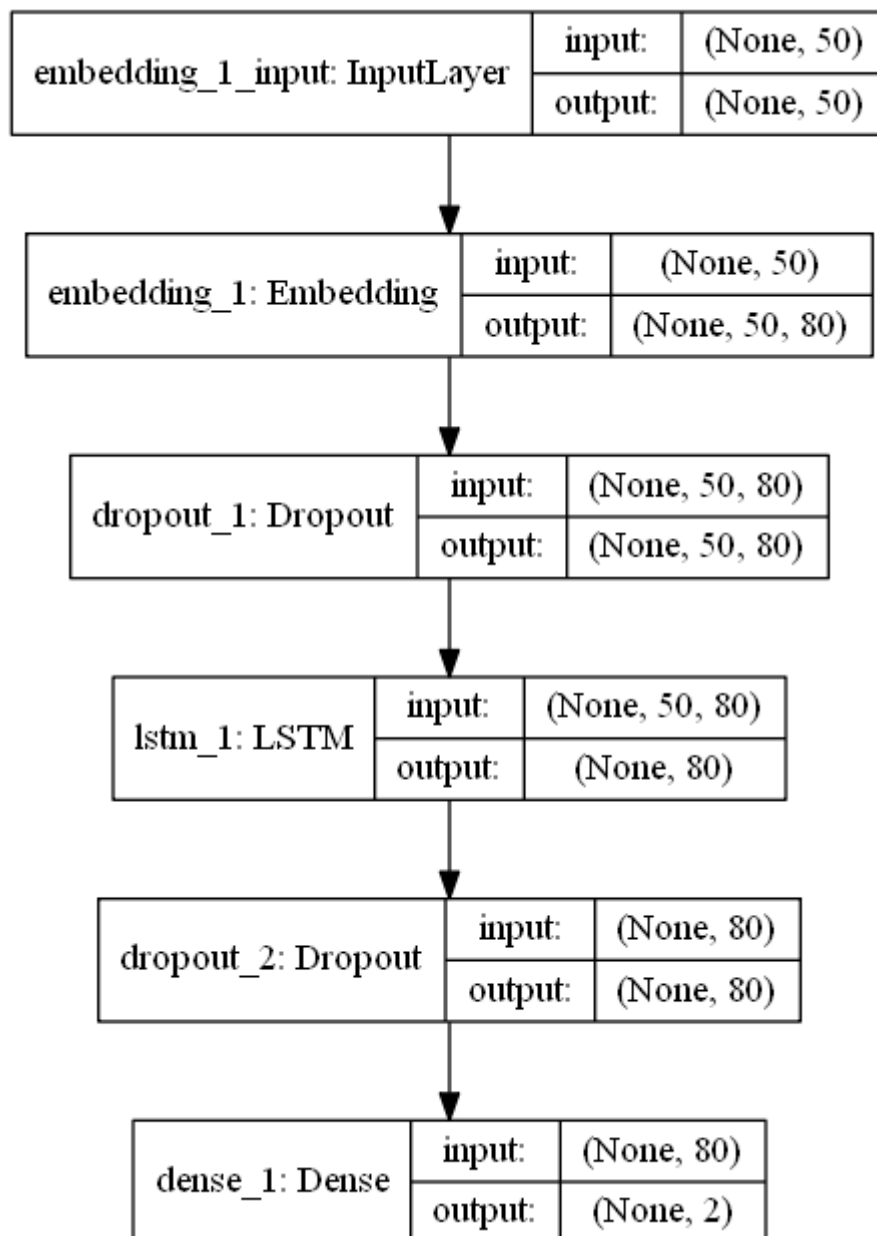 embedding_1_input: InputLayer
input: (None, 50)
output: (None, 50)
embedding_1: Embedding
input: (None, 50)
output: (None, 50, 80)
dropout_1: Dropout
input: (None, 50, 80)
output: (None, 50, 80)
lstm_1: LSTM
input: (None, 50, 80)
output: (None, 80)
dropout_2: Dropout
input: (None, 80)
output: (None, 80)
dense_1: Dense
input: (None, 80)
output: (None, 2)